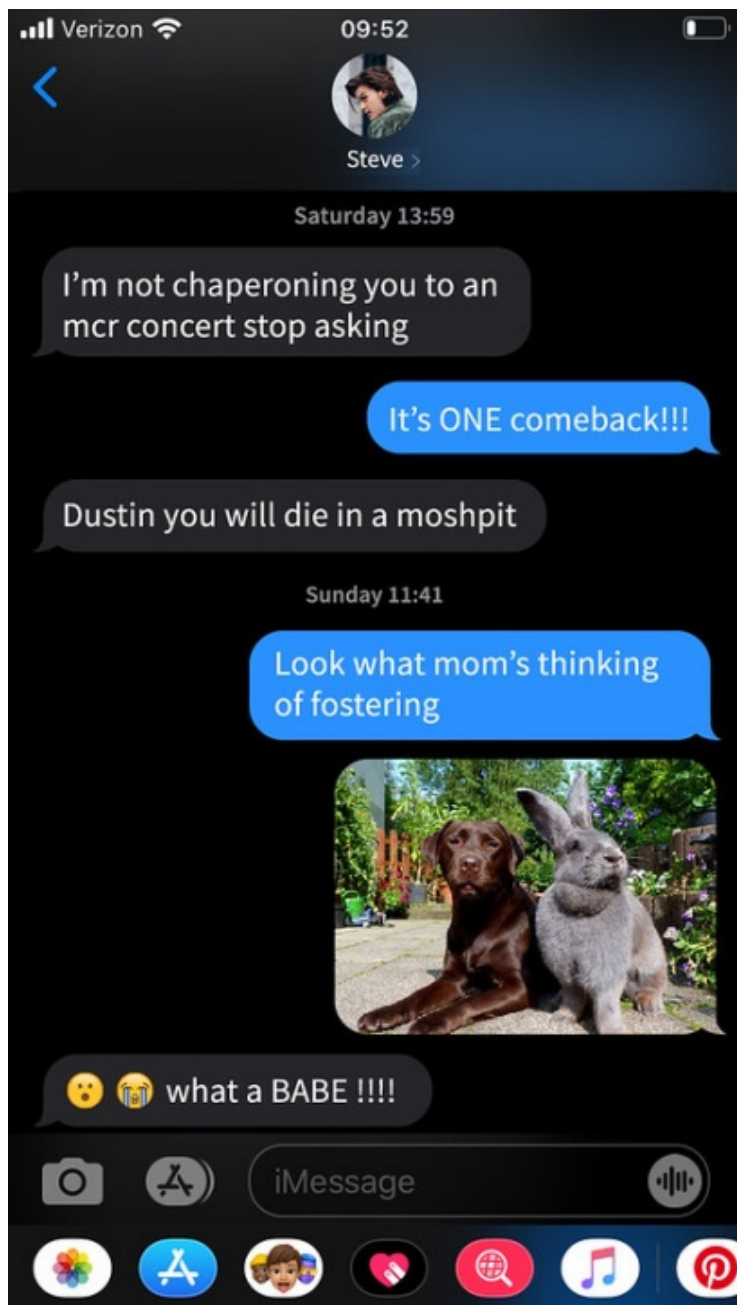 Verizon 09:52
Steve >
Saturday 13:59
I'm not chaperoning you to an
mcr concert stop asking
It's ONE comeback!!!
Dustin you will die in a moshpit
Sunday 11:41
Look what mom's thinking
of fostering
😮 😭 what a BABE !!!!
iMessage